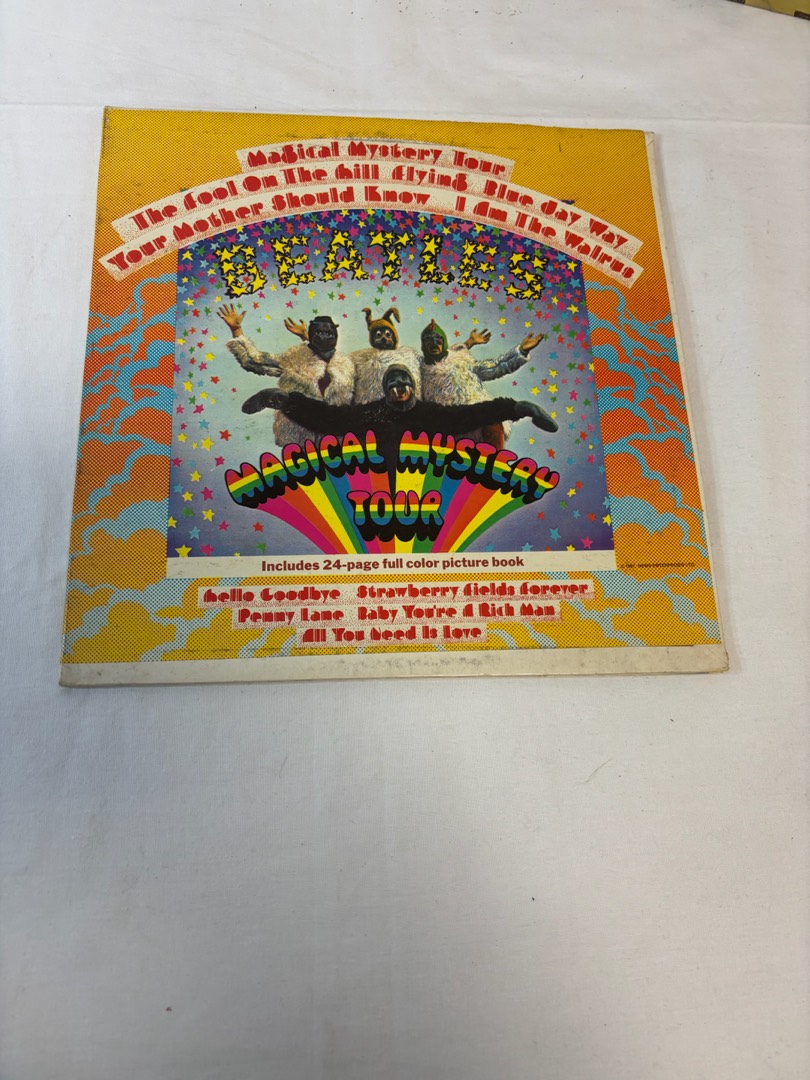 Magical Mystery Tour
The Fool On The Hill Flying Blue Jay Way
Your Mother Should Know I Am The Walrus
BEATLES
MAGICAL MYSTERY
TOUR
Includes 24-page full color picture book
Hello Goodbye Strawberry Fields Forever
Penny Lane Baby You're A Rich Man
All You Need Is Love